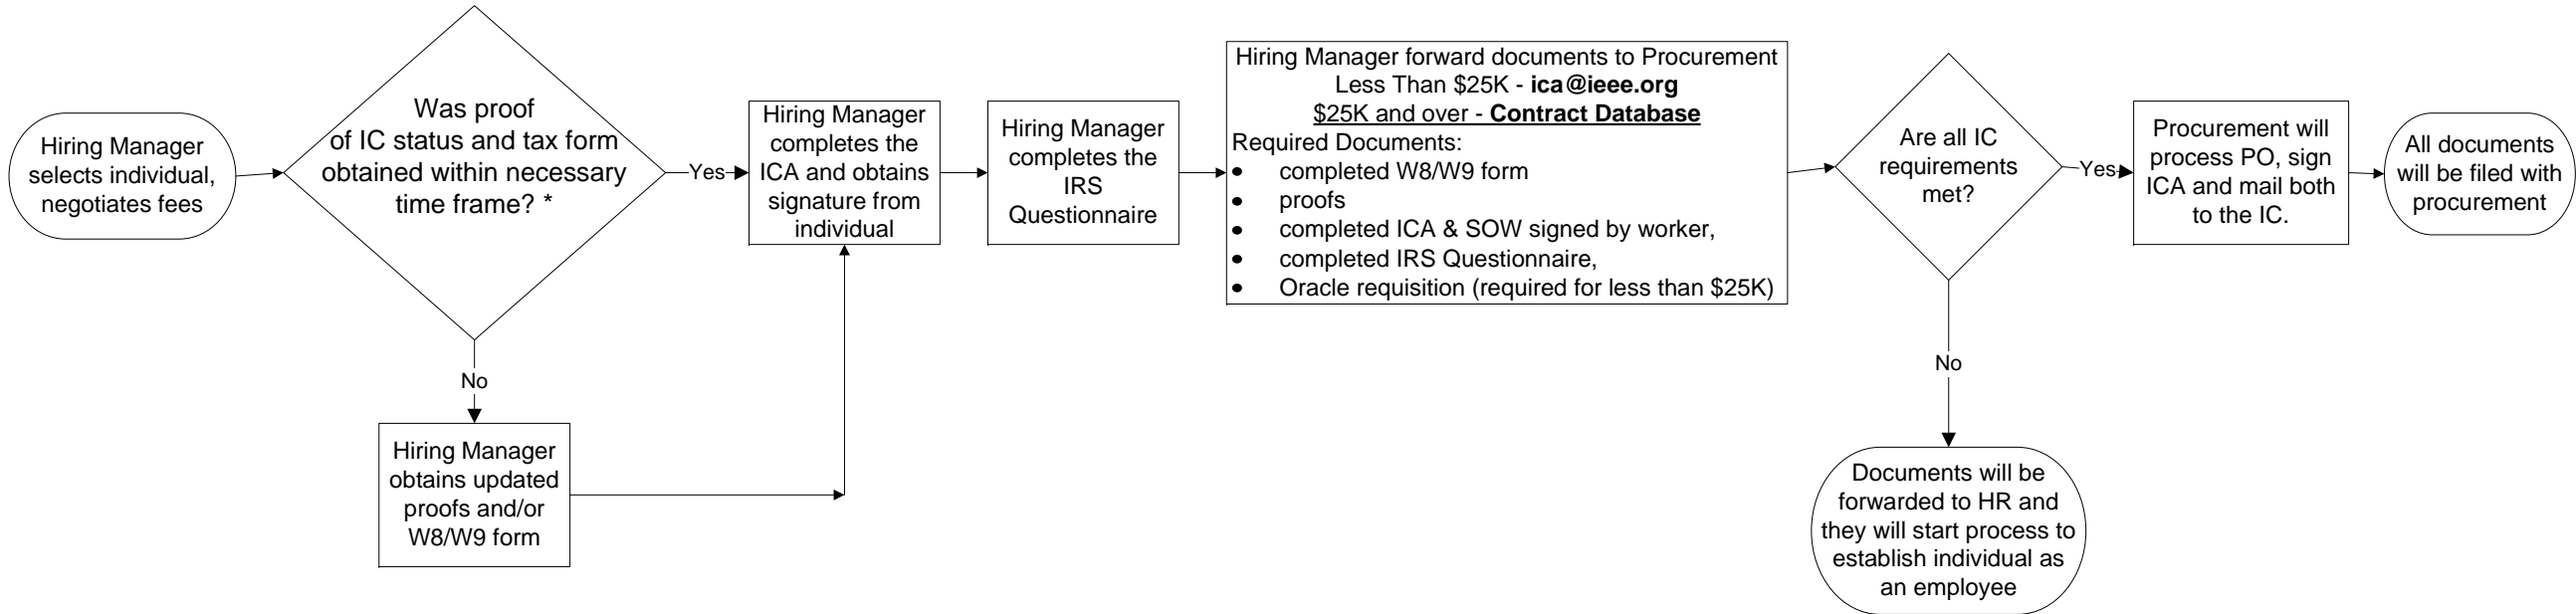 Hiring Manager
selects individual,
negotiates fees
Was proof
of IC status and tax form
obtained within necessary
time frame? *
Yes
No
Hiring Manager
obtains updated
proofs and/or
W8/W9 form
Hiring Manager
completes the
ICA and obtains
signature from
individual
Hiring Manager
completes the
IRS
Questionnaire
Hiring Manager forward documents to Procurement
Less Than $25K - ica@ieee.org
$25K and over - Contract Database
Required Documents:
• completed W8/W9 form
• proofs
• completed ICA & SOW signed by worker,
• completed IRS Questionnaire,
• Oracle requisition (required for less than $25K)
Are all IC
requirements
met?
Yes
No
Documents will be
forwarded to HR and
they will start process to
establish individual as
an employee
Procurement will
process PO, sign
ICA and mail both
to the IC.
All documents
will be filed with
procurement